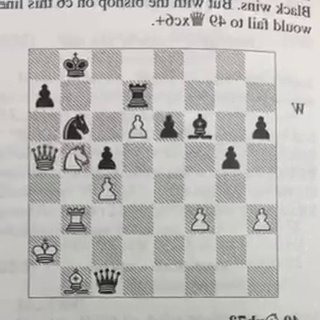 Black wins. But with the bishop on c6 this line
would fail to 49 ♕xc6+.
W